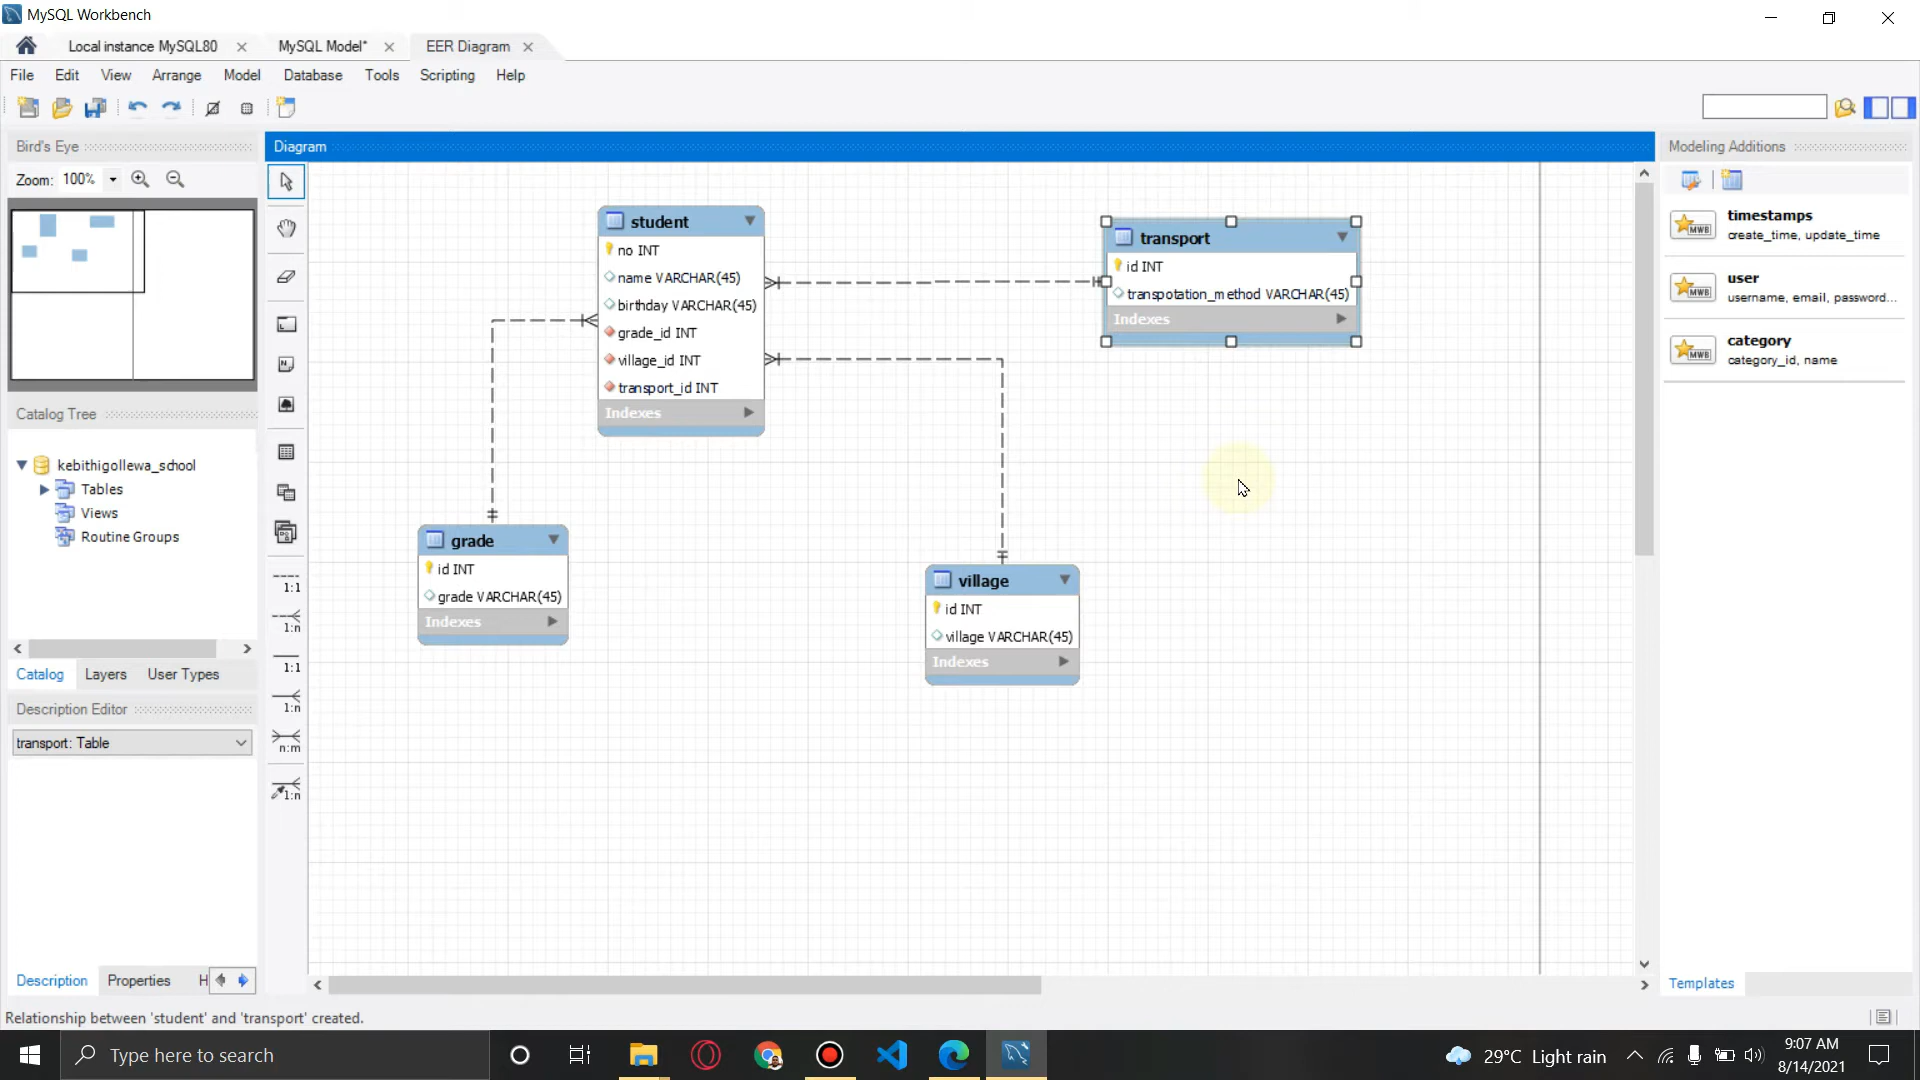 MySQL Workbench
Local instance MySQL80
MySQL Model*
EER Diagram
File Edit View Arrange Model Database Tools Scripting Help
Bird's Eye
Zoom: 100%
Catalog Tree
kebithigollewa_school
Tables
Views
Routine Groups
Catalog Layers User Types
Description Editor
transport: Table
Description Properties H
Relationship between 'student' and 'transport' created.
Diagram
1:1
1:n
1:1
1:n
n:m
1:n
student
no INT
name VARCHAR(45)
birthday VARCHAR(45)
grade_id INT
village_id INT
transport_id INT
Indexes
transport
id INT
transpotation_method VARCHAR(45)
Indexes
grade
id INT
grade VARCHAR(45)
Indexes
village
id INT
village VARCHAR(45)
Indexes
Modeling Additions
MWB
timestamps
create_time, update_time
MWB
user
username, email, password...
MWB
category
category_id, name
Templates
Type here to search
29°C Light rain
9:07 AM
8/14/2021